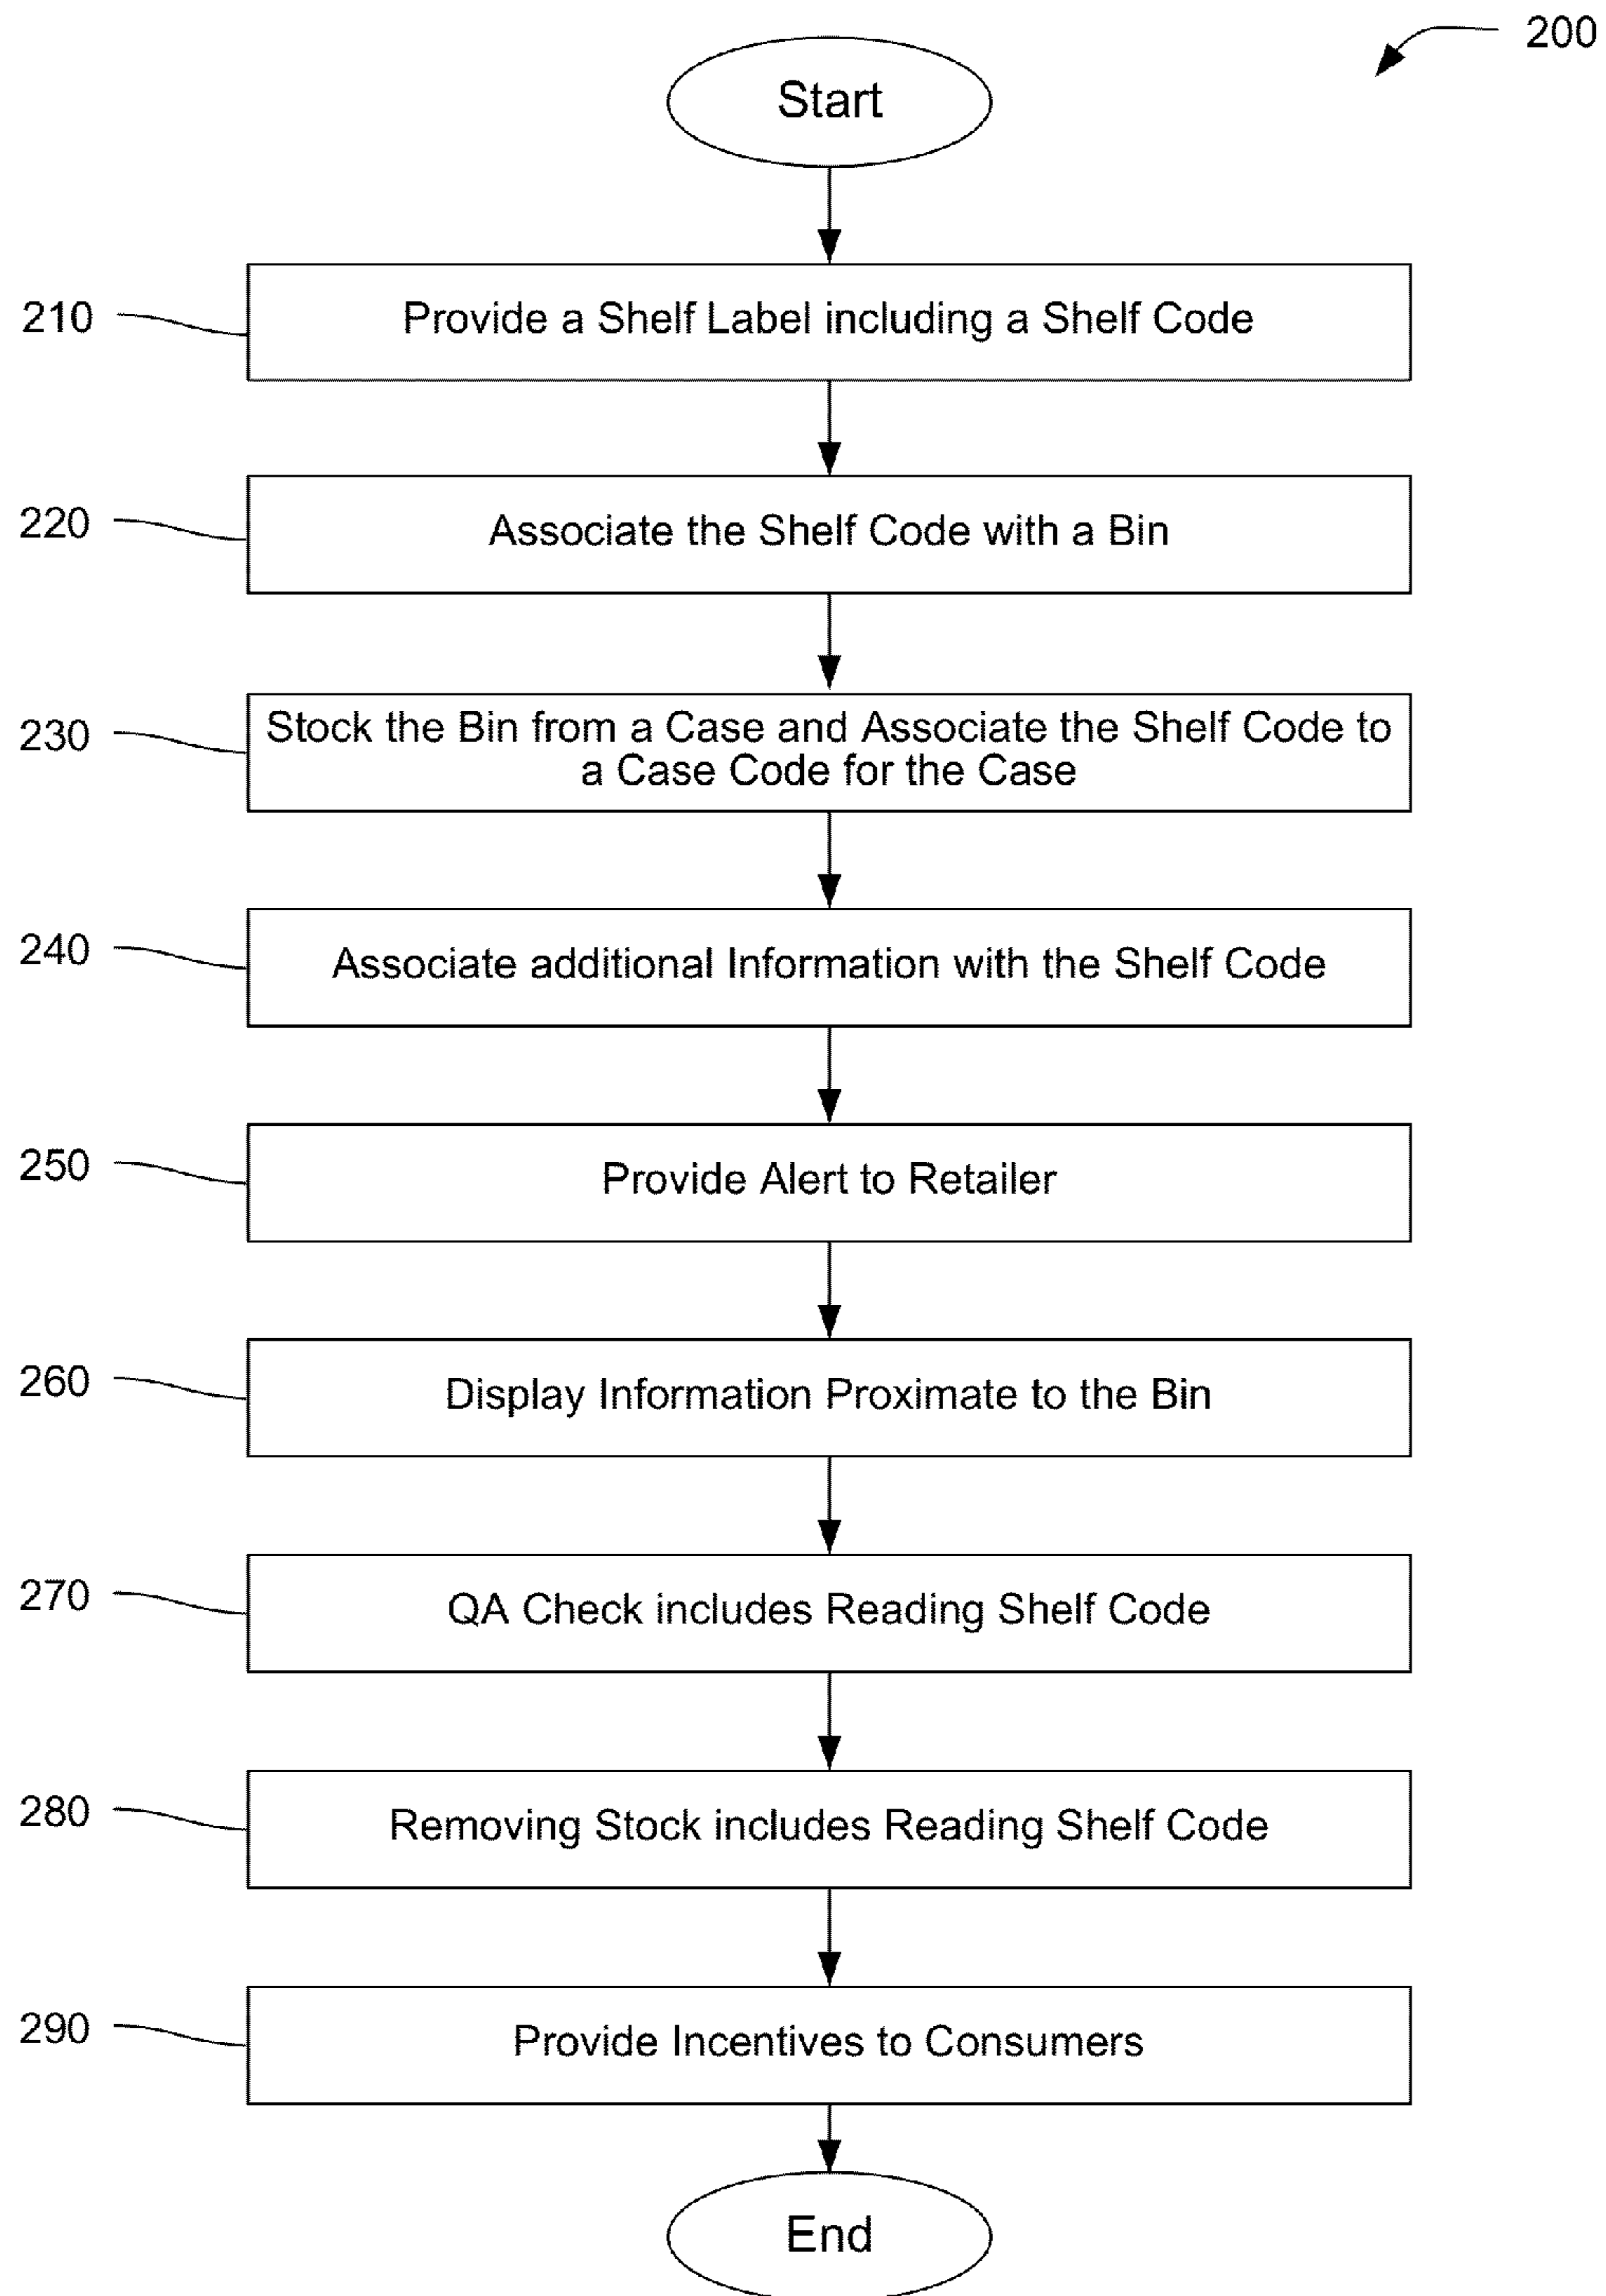 200
Start
210
Provide a Shelf Label including a Shelf Code
220
Associate the Shelf Code with a Bin
230
Stock the Bin from a Case and Associate the Shelf Code to
a Case Code for the Case
240
Associate additional Information with the Shelf Code
250
Provide Alert to Retailer
260
Display Information Proximate to the Bin
270
QA Check includes Reading Shelf Code
280
Removing Stock includes Reading Shelf Code
290
Provide Incentives to Consumers
End